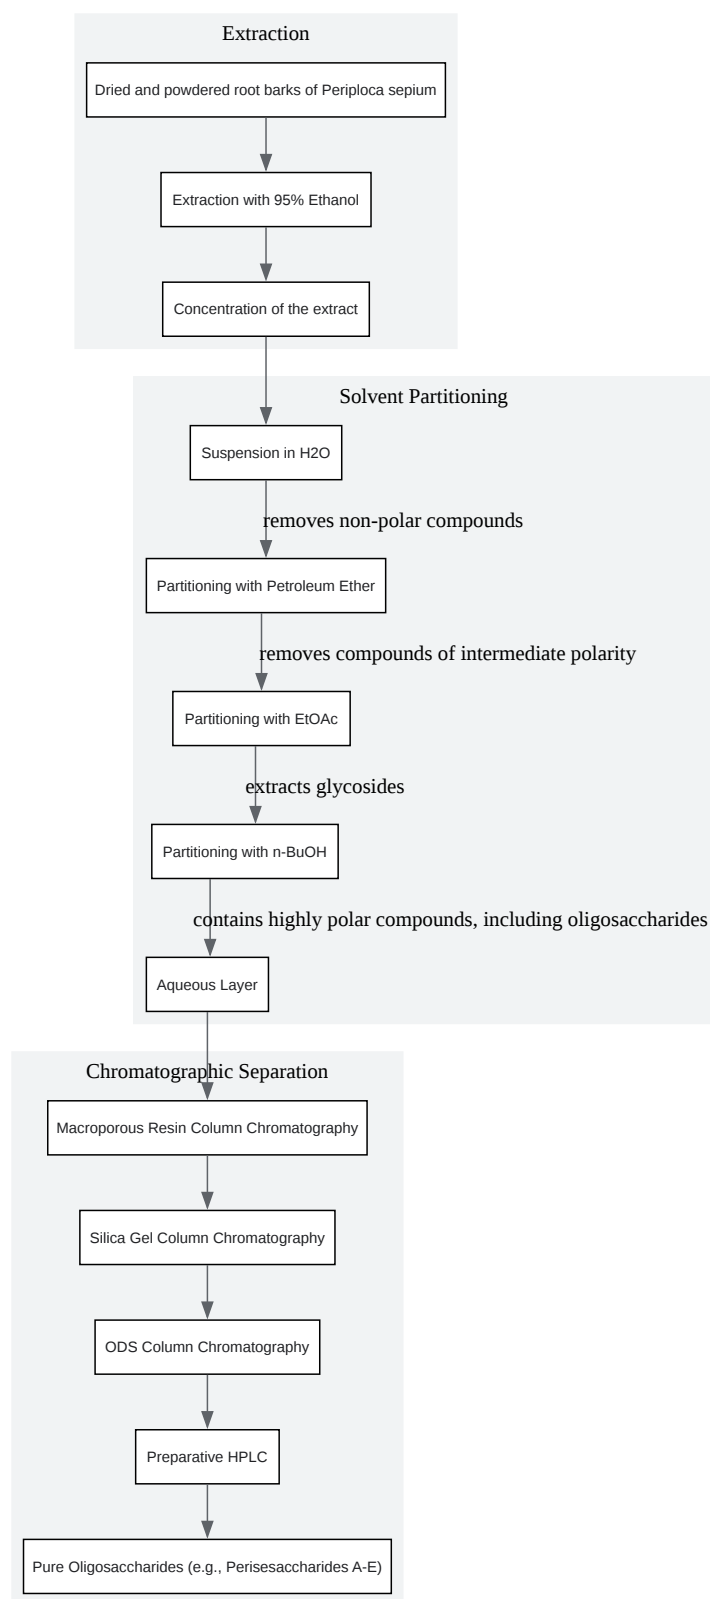 Extraction
Dried and powdered root barks of Periploca sepium
Extraction with 95% Ethanol
Concentration of the extract
Solvent Partitioning
Suspension in H2O
removes non-polar compounds
Partitioning with Petroleum Ether
removes compounds of intermediate polarity
Partitioning with EtOAc
extracts glycosides
Partitioning with n-BuOH
contains highly polar compounds, including oligosaccharides
Aqueous Layer
Chromatographic Separation
Macroporous Resin Column Chromatography
Silica Gel Column Chromatography
ODS Column Chromatography
Preparative HPLC
Pure Oligosaccharides (e.g., Perisesaccharides A-E)